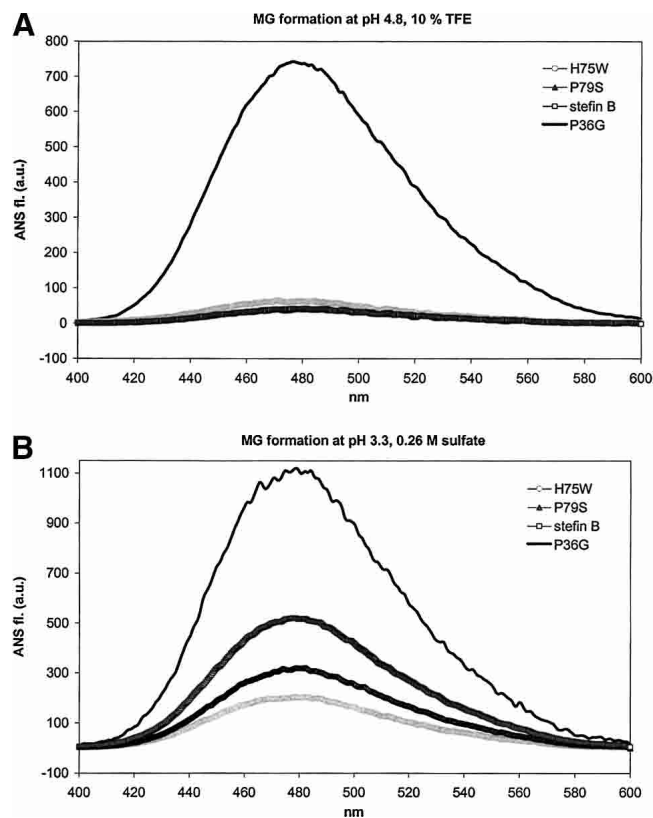 A
MG formation at pH 4.8, 10 % TFE
ANS fl. (a.u.)
800
700
600
500
400
300
200
100
0
-100
H75W
P79S
stefin B
P36G
400 420 440 460 480 500 520 540 560 580 600
nm
B
MG formation at pH 3.3, 0.26 M sulfate
ANS fl. (a.u.)
1100
900
700
500
300
100
-100
H75W
P79S
stefin B
P36G
400 420 440 460 480 500 520 540 560 580 600
nm